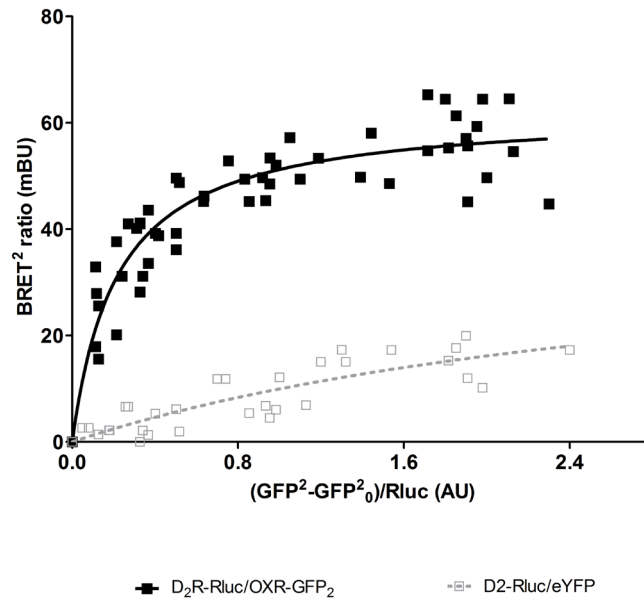 80
60
40
20
0
BRET² ratio (mBU)
0.0 0.8 1.6 2.4
(GFP²-GFP²₀)/Rluc (AU)
D₂R-Rluc/OXR-GFP₂ D2-Rluc/eYFP